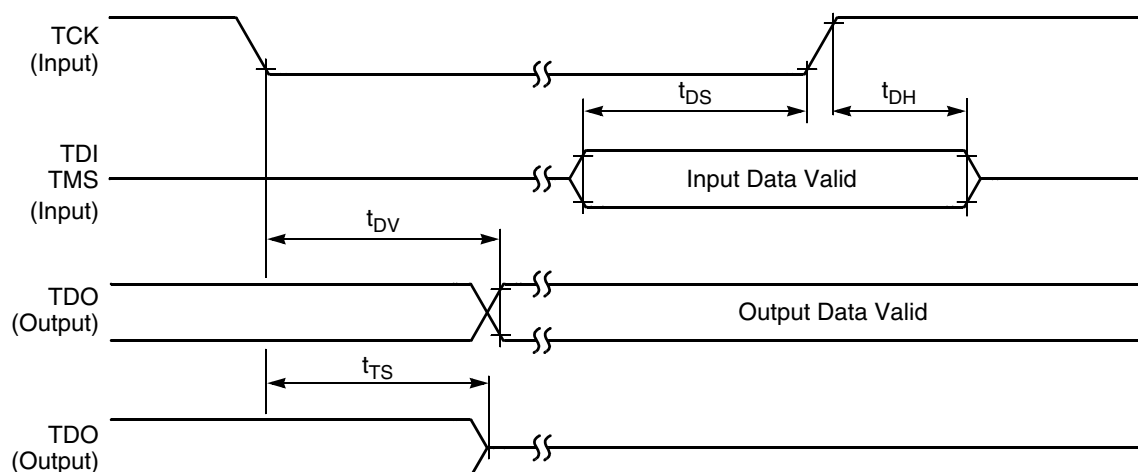 TCK
(Input)
tDS
tDH
TDI
TMS
(Input)
Input Data Valid
tDV
TDO
(Output)
Output Data Valid
tTS
TDO
(Output)